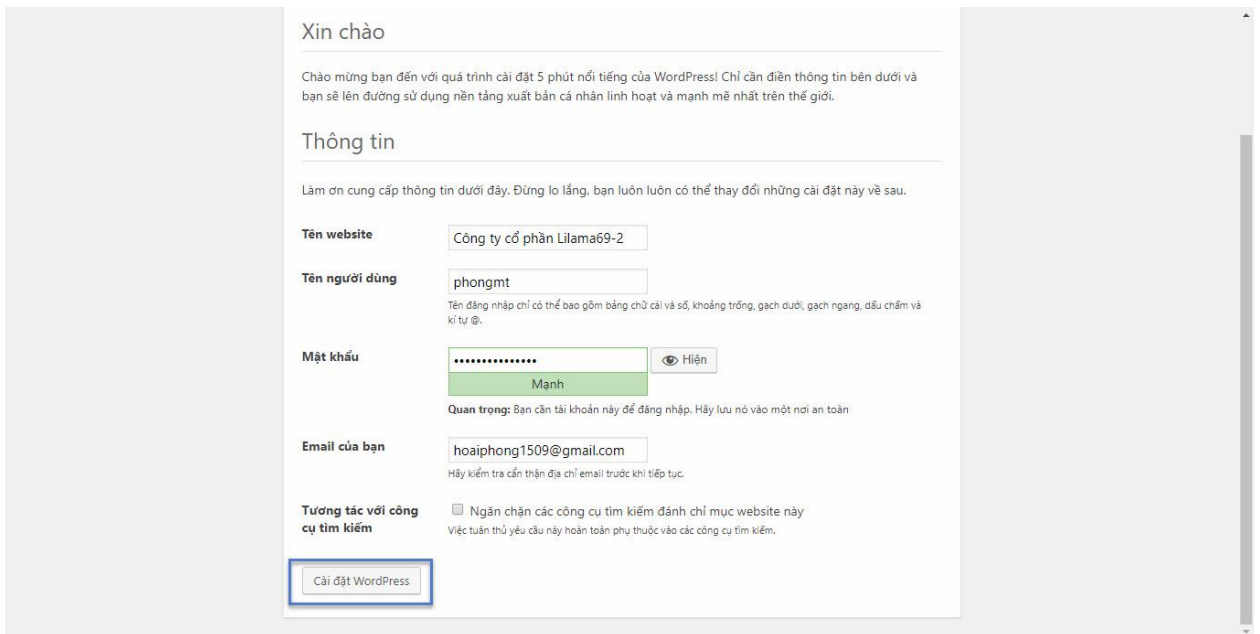 Xin chào
Chào mừng bạn đến với quá trình cài đặt 5 phút nổi tiếng của WordPress! Chỉ cần điền thông tin bên dưới và
bạn sẽ lên đường sử dụng nền tảng xuất bản cá nhân linh hoạt và mạnh mẽ nhất trên thế giới.
Thông tin
Làm ơn cung cấp thông tin dưới đây. Đừng lo lắng, bạn luôn luôn có thể thay đổi những cài đặt này về sau.
Tên website
Công ty cổ phần Lilama69-2
Tên người dùng
phongmt
Tên đăng nhập chỉ có thể bao gồm bảng chữ cái và số, khoảng trống, gạch dưới, gạch ngang, dấu chấm và
kí tự @.
Mật khẩu
•••••••••••••••
Hiện
Mạnh
Quan trọng: Bạn cần tài khoản này để đăng nhập. Hãy lưu nó vào một nơi an toàn
Email của bạn
hoaiphong1509@gmail.com
Hãy kiểm tra cẩn thận địa chỉ email trước khi tiếp tục.
Tương tác với công
cụ tìm kiếm
Ngăn chặn các công cụ tìm kiếm đánh chỉ mục website này
Việc tuân thủ yêu cầu này hoàn toàn phụ thuộc vào các công cụ tìm kiếm.
Cài đặt WordPress